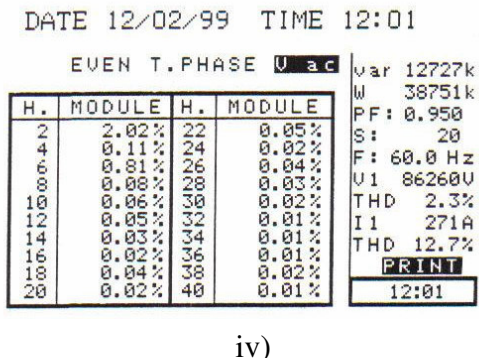 DATE 12/02/99 TIME 12:01
EVEN T.PHASE V ac
H. MODULE H. MODULE
2 2.02% 22 0.05%
4 0.11% 24 0.02%
6 0.81% 26 0.04%
8 0.08% 28 0.03%
10 0.06% 30 0.02%
12 0.05% 32 0.01%
14 0.03% 34 0.01%
16 0.02% 36 0.01%
18 0.04% 38 0.02%
20 0.02% 40 0.01%
var 12727k
W 38751k
PF: 0.950
S: 20
F: 60.0 Hz
V1 86260V
THD 2.3%
I1 271A
THD 12.7%
PRINT
12:01
iv)